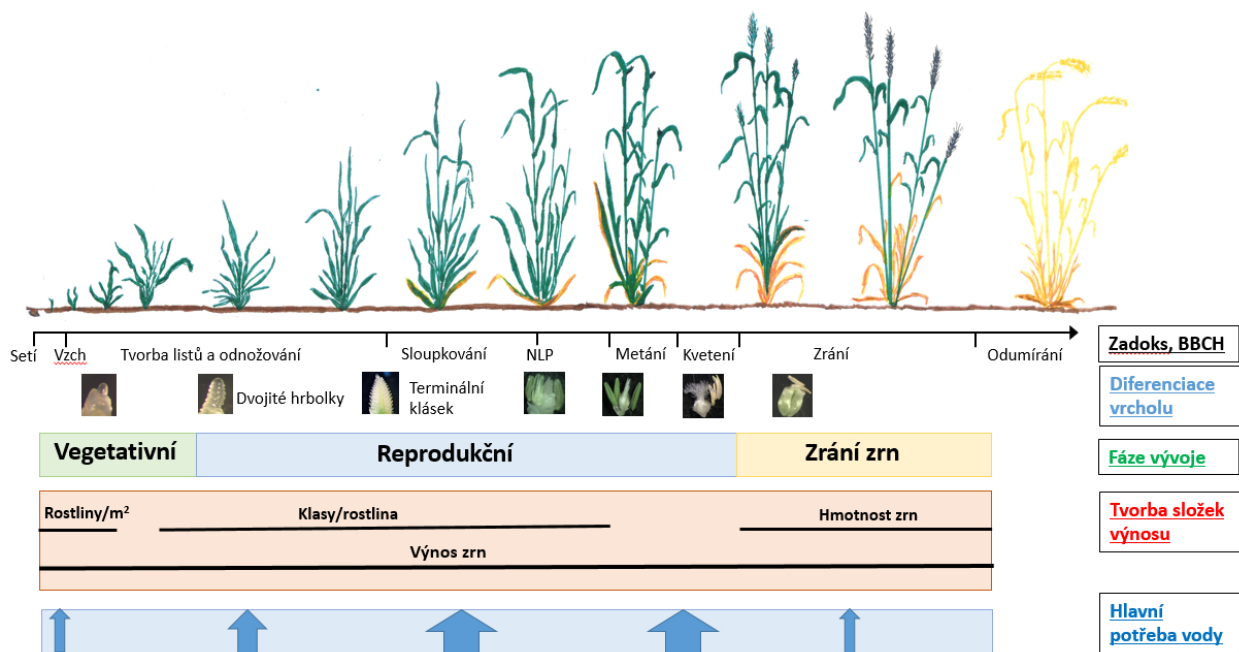 Setí Vzch Tvorba listů a odnožování Sloupkování NLP Metání Kvetení Zrání Odumírání
Zadoks, BBCH
Dvojité hrbolky
Terminální
klásek
Diferenciace
vrcholu
Vegetativní Reprodukční Zrání zrn
Fáze vývoje
Rostliny/m² Klasy/rostlina Hmotnost zrn
Výnos zrn
Tvorba složek
výnosu
Hlavní
potřeba vody